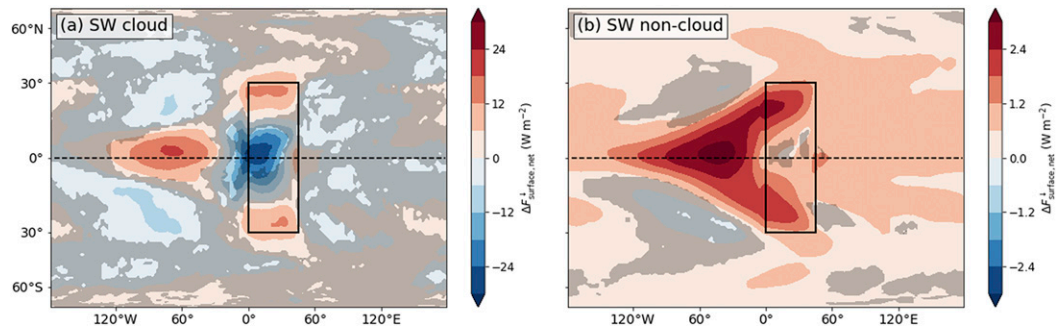 (a) SW cloud
60°N
30°
0°
30°
60°S
120°W
60°
0°
60°
120°E
24
12
0
−12
−24
ΔF↓surface,net (W m−2)
(b) SW non-cloud
120°W
60°
0°
60°
120°E
2.4
1.2
0.0
−1.2
−2.4
ΔF↓surface,net (W m−2)